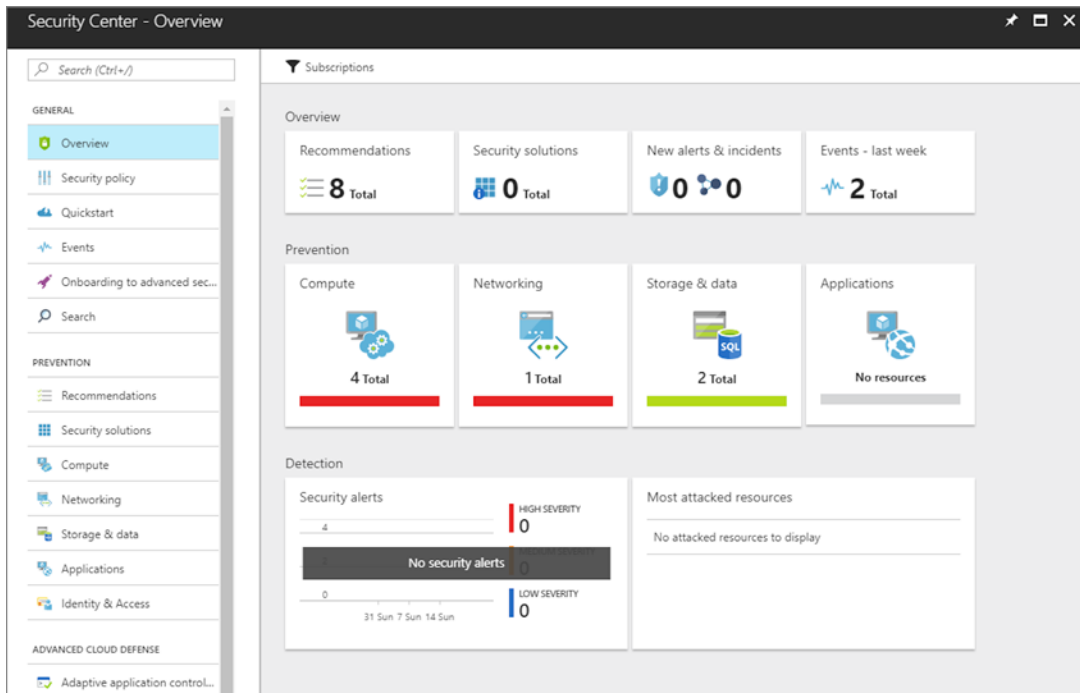 Security Center - Overview
Search (Ctrl+/)
GENERAL
Overview
Security policy
Quickstart
Events
Onboarding to advanced sec...
Search
PREVENTION
Recommendations
Security solutions
Compute
Networking
Storage & data
Applications
Identity & Access
ADVANCED CLOUD DEFENSE
Adaptive application control...
Subscriptions
Overview
Recommendations
8 Total
Security solutions
0 Total
New alerts & incidents
0 0
Events - last week
2 Total
Prevention
Compute
4 Total
Networking
1 Total
Storage & data
SQL
2 Total
Applications
No resources
Detection
Security alerts
4
2
0
31 Sun 7 Sun 14 Sun
No security alerts
HIGH SEVERITY
0
MEDIUM SEVERITY
0
LOW SEVERITY
0
Most attacked resources
No attacked resources to display